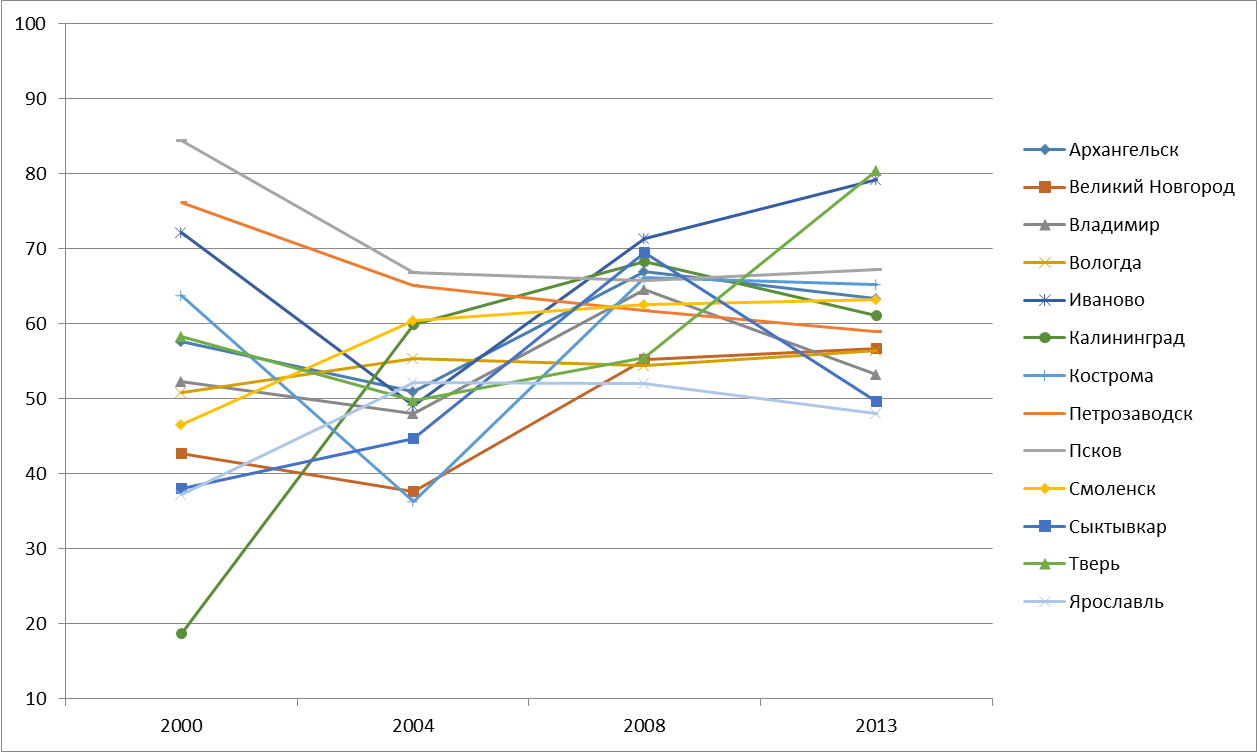 100
90
80
70
60
50
40
30
20
10
2000 2004 2008 2013
Архангельск
Великий Новгород
Владимир
Вологда
Иваново
Калининград
Кострома
Петрозаводск
Псков
Смоленск
Сыктывкар
Тверь
Ярославль